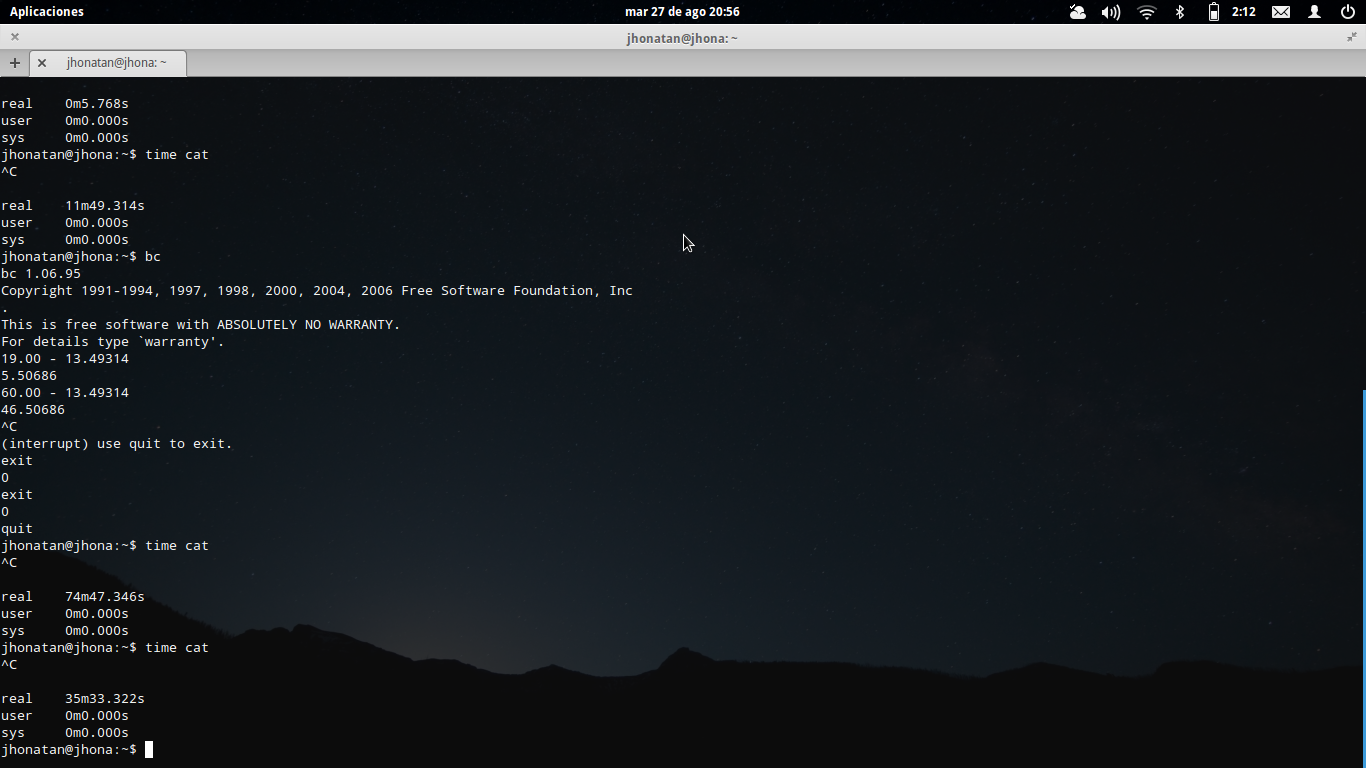 Aplicaciones mar 27 de ago 20:56 2:12
jhonatan@jhona: ~
jhonatan@jhona: ~
real 0m5.768s
user 0m0.000s
sys 0m0.000s
jhonatan@jhona:~$ time cat
^C
real 11m49.314s
user 0m0.000s
sys 0m0.000s
jhonatan@jhona:~$ bc
bc 1.06.95
Copyright 1991-1994, 1997, 1998, 2000, 2004, 2006 Free Software Foundation, Inc
.
This is free software with ABSOLUTELY NO WARRANTY.
For details type `warranty'.
19.00 - 13.49314
5.50686
60.00 - 13.49314
46.50686
^C
(interrupt) use quit to exit.
exit
0
exit
0
quit
jhonatan@jhona:~$ time cat
^C
real 74m47.346s
user 0m0.000s
sys 0m0.000s
jhonatan@jhona:~$ time cat
^C
real 35m33.322s
user 0m0.000s
sys 0m0.000s
jhonatan@jhona:~$